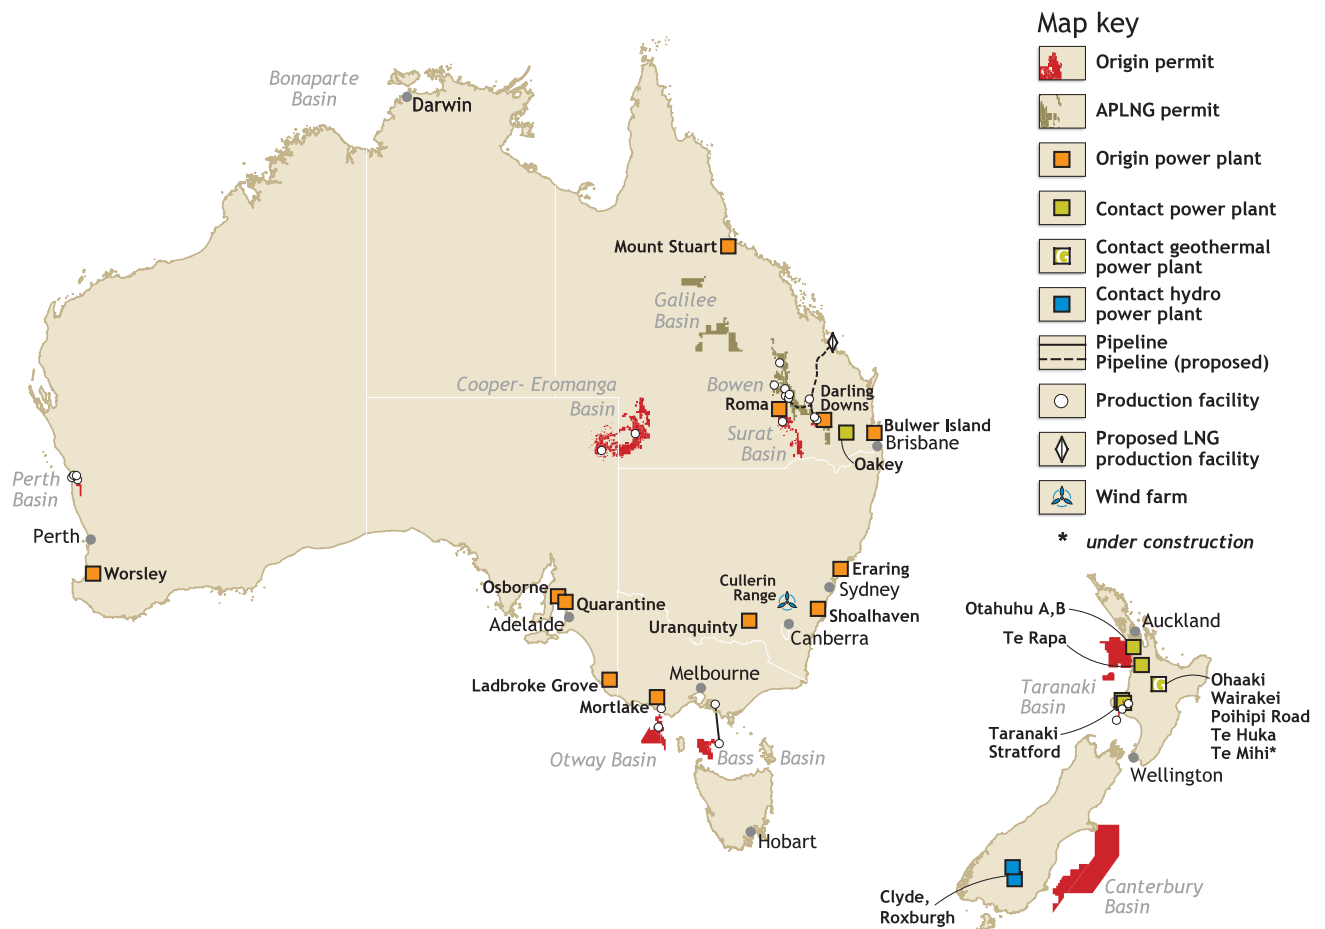 Map key
Origin permit
APLNG permit
Origin power plant
Contact power plant
Contact geothermal
power plant
Contact hydro
power plant
Pipeline
Pipeline (proposed)
Production facility
Proposed LNG
production facility
Wind farm
* under construction
Bonaparte
Basin
Darwin
Mount Stuart
Galilee
Basin
Cooper- Eromanga
Basin
Bowen
Roma
Darling
Downs
Surat
Basin
Bulwer Island
Brisbane
Oakey
Perth
Basin
Perth
Worsley
Osborne
Quarantine
Adelaide
Cullerin
Range
Eraring
Sydney
Shoalhaven
Uranquinty
Canberra
Ladbroke Grove
Melbourne
Mortlake
Otway Basin
Bass Basin
Hobart
Otahuhu A,B
Auckland
Te Rapa
Taranaki
Basin
Ohaaki
Wairakei
Poihipi Road
Te Huka
Te Mihi*
Taranaki
Stratford
Wellington
Clyde,
Roxburgh
Canterbury
Basin
G
G